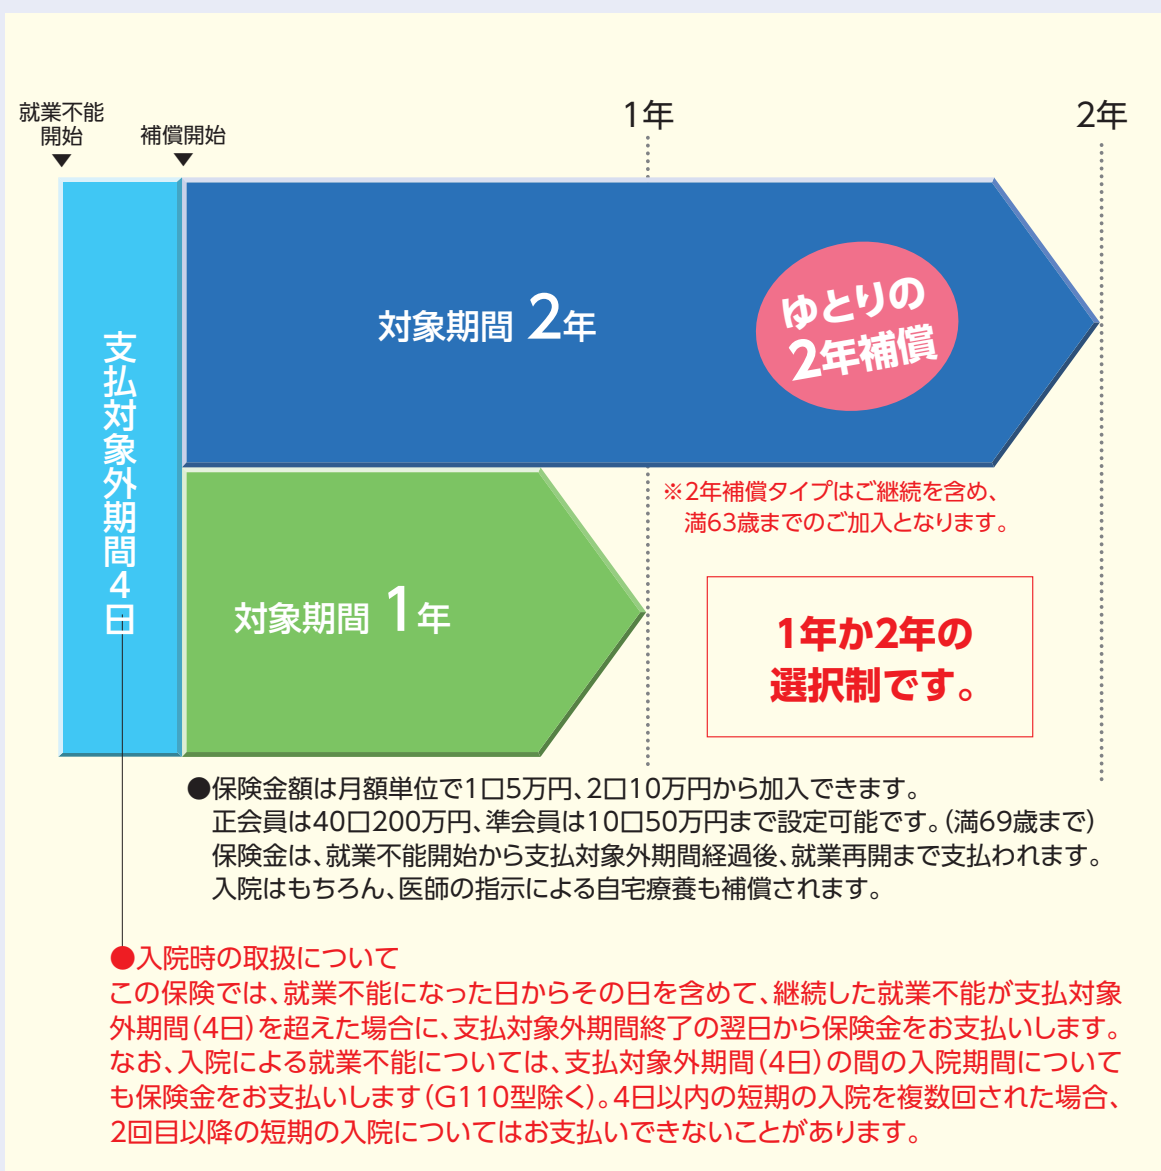 就業不能
開始
補償開始
1年
2年
支払対象外期間4日
対象期間 2年
ゆとりの
2年補償
※2年補償タイプはご継続を含め、
満63歳までのご加入となります。
対象期間 1年
1年か2年の
選択制です。
●保険金額は月額単位で1口5万円、2口10万円から加入できます。
正会員は40口200万円、準会員は10口50万円まで設定可能です。(満69歳まで)
保険金は、就業不能開始から支払対象外期間経過後、就業再開まで支払われます。
入院はもちろん、医師の指示による自宅療養も補償されます。
●入院時の取扱について
この保険では、就業不能になった日からその日を含めて、継続した就業不能が支払対象
外期間(4日)を超えた場合に、支払対象外期間終了の翌日から保険金をお支払いします。
なお、入院による就業不能については、支払対象外期間(4日)の間の入院期間について
も保険金をお支払いします(G110型除く)。4日以内の短期の入院を複数回された場合、
2回目以降の短期の入院についてはお支払いできないことがあります。